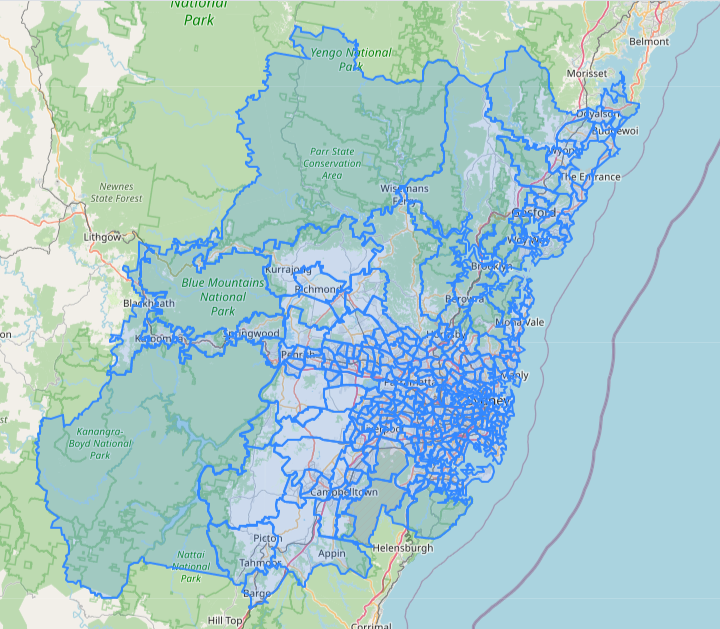 National
Park
Belmont
Yengo National
Park
Morisset
Doyalson
Budgewoi
Wyong
Parr State
Conservation
Area
The Entrance
Newnes
State Forest
Wisemans
Ferry
Gosford
Lithgow
Woy Woy
Kurrajong
Brooklyn
Blue Mountains
National
Park
Richmond
Blackheath
Berowra
Mona Vale
Katoomba
Springwood
Hornsby
Penrith
Manly
Parramatta
Sydney
Kanangra-
Boyd National
Park
Liverpool
Campbelltown
Picton
Helensburgh
Nattai
National
Park
Tahmoor
Appin
Bargo
Hill Top
Corrimal